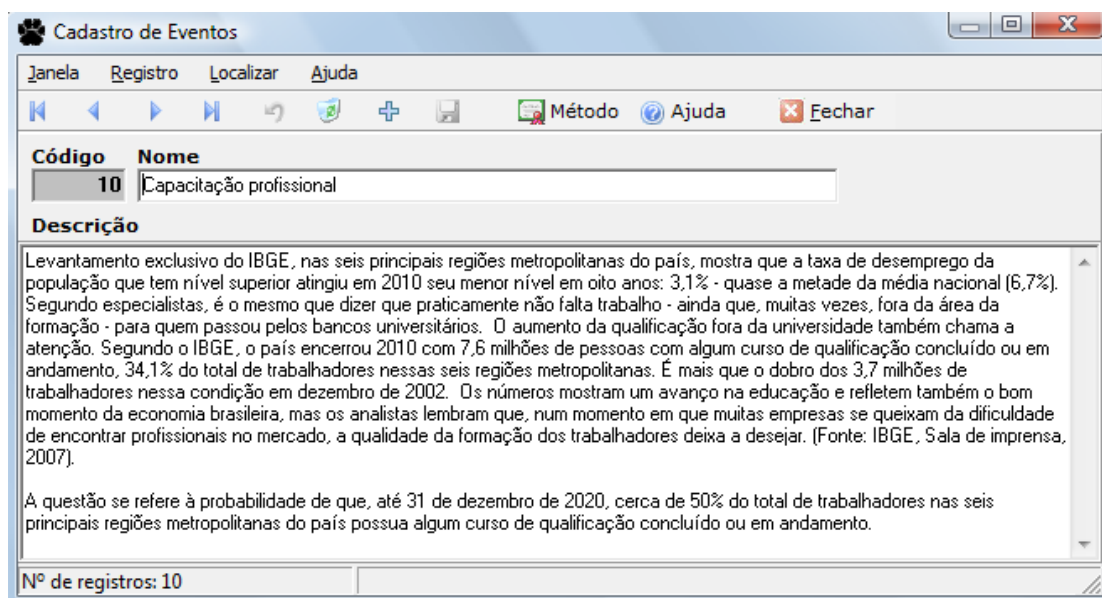 Cadastro de Eventos
Janela Registro Localizar Ajuda
Método Ajuda Fechar
Código Nome
10 Capacitação profissional
Descrição
Levantamento exclusivo do IBGE, nas seis principais regiões metropolitanas do país, mostra que a taxa de desemprego da
população que tem nível superior atingiu em 2010 seu menor nível em oito anos: 3,1% - quase a metade da média nacional (6,7%).
Segundo especialistas, é o mesmo que dizer que praticamente não falta trabalho - ainda que, muitas vezes, fora da área da
formação - para quem passou pelos bancos universitários. O aumento da qualificação fora da universidade também chama a
atenção. Segundo o IBGE, o país encerrou 2010 com 7,6 milhões de pessoas com algum curso de qualificação concluído ou em
andamento, 34,1% do total de trabalhadores nessas seis regiões metropolitanas. É mais que o dobro dos 3,7 milhões de
trabalhadores nessa condição em dezembro de 2002. Os números mostram um avanço na educação e refletem também o bom
momento da economia brasileira, mas os analistas lembram que, num momento em que muitas empresas se queixam da dificuldade
de encontrar profissionais no mercado, a qualidade da formação dos trabalhadores deixa a desejar. (Fonte: IBGE, Sala de imprensa,
2007).
A questão se refere à probabilidade de que, até 31 de dezembro de 2020, cerca de 50% do total de trabalhadores nas seis
principais regiões metropolitanas do país possua algum curso de qualificação concluído ou em andamento.
Nº de registros: 10